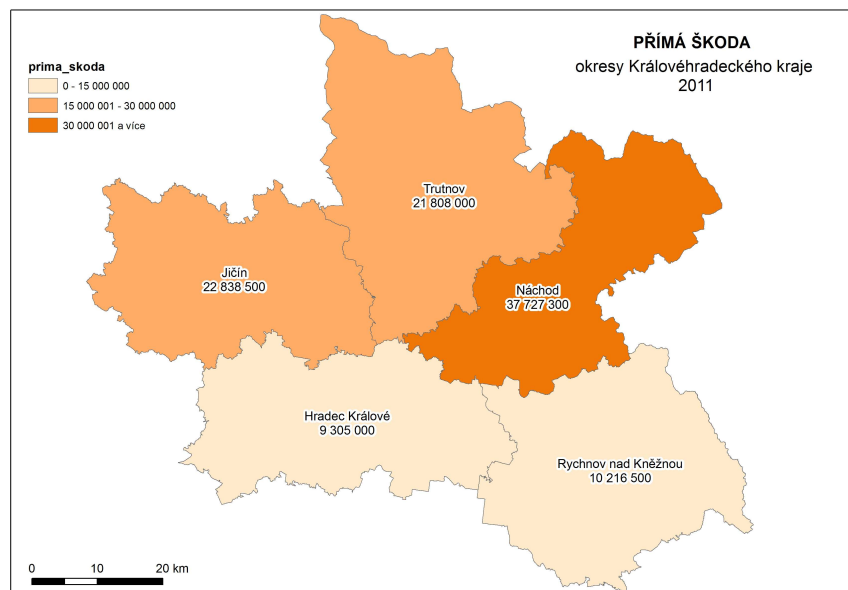 PŘÍMÁ ŠKODA
okresy Královéhradeckého kraje
2011
prima_skoda
0 - 15 000 000
15 000 001 - 30 000 000
30 000 001 a více
Trutnov
21 808 000
Jičín
22 838 500
Náchod
37 727 300
Hradec Králové
9 305 000
Rychnov nad Kněžnou
10 216 500
0 10 20 km